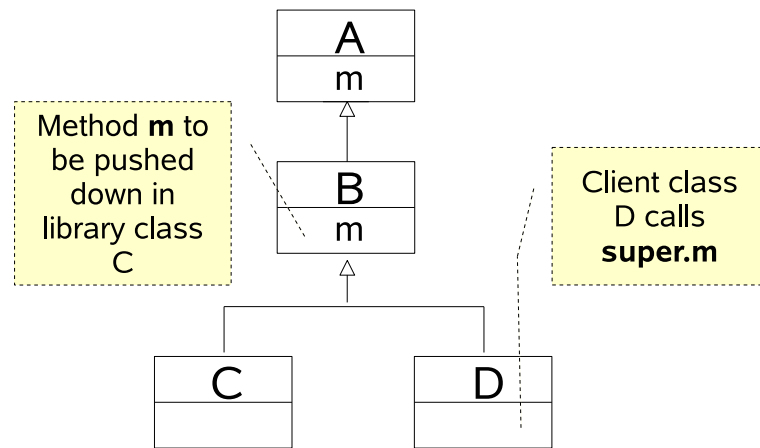 A
m
Method m to
be pushed
down in
library class
C
B
m
Client class
D calls
super.m
C
D